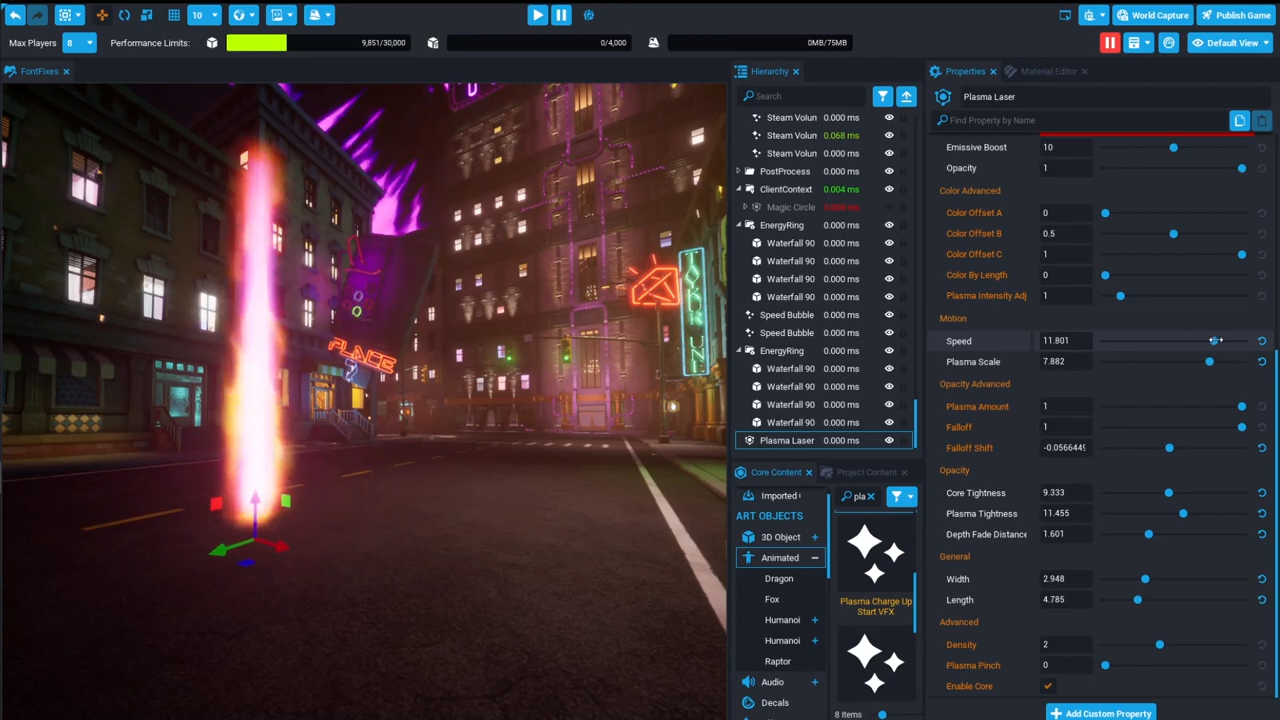 10
World Capture
Publish Game
Max Players
8
Performance Limits:
9,851/30,000
0/4,000
0MB/75MB
Default View
FontFixes
Hierarchy
Properties
Material Editor
Search
Plasma Laser
Find Property by Name
Steam Volun 0.000 ms
Steam Volun 0.068 ms
Steam Volun 0.000 ms
PostProcess 0.000 ms
ClientContext 0.004 ms
Magic Circle
EnergyRing 0.000 ms
Waterfall 90 0.000 ms
Waterfall 90 0.000 ms
Waterfall 90 0.000 ms
Waterfall 90 0.000 ms
Speed Bubble 0.000 ms
Speed Bubble 0.000 ms
EnergyRing 0.000 ms
Waterfall 90 0.000 ms
Waterfall 90 0.000 ms
Waterfall 90 0.000 ms
Waterfall 90 0.000 ms
Plasma Laser 0.000 ms
Core Content
Project Content
Imported
ART OBJECTS
3D Object
Animated
Dragon
Fox
Humanoi
Humanoi
Raptor
Audio
Decals
pla
Plasma Charge Up
Start VFX
8 Items
Emissive Boost 10
Opacity 1
Color Advanced
Color Offset A 0
Color Offset B 0.5
Color Offset C 1
Color By Length 0
Plasma Intensity Adj 1
Motion
Speed 11.801
Plasma Scale 7.882
Opacity Advanced
Plasma Amount 1
Falloff 1
Falloff Shift -0.0566449
Opacity
Core Tightness 9.333
Plasma Tightness 11.455
Depth Fade Distance 1.601
General
Width 2.948
Length 4.785
Advanced
Density 2
Plasma Pinch 0
Enable Core
Add Custom Property
PLACE